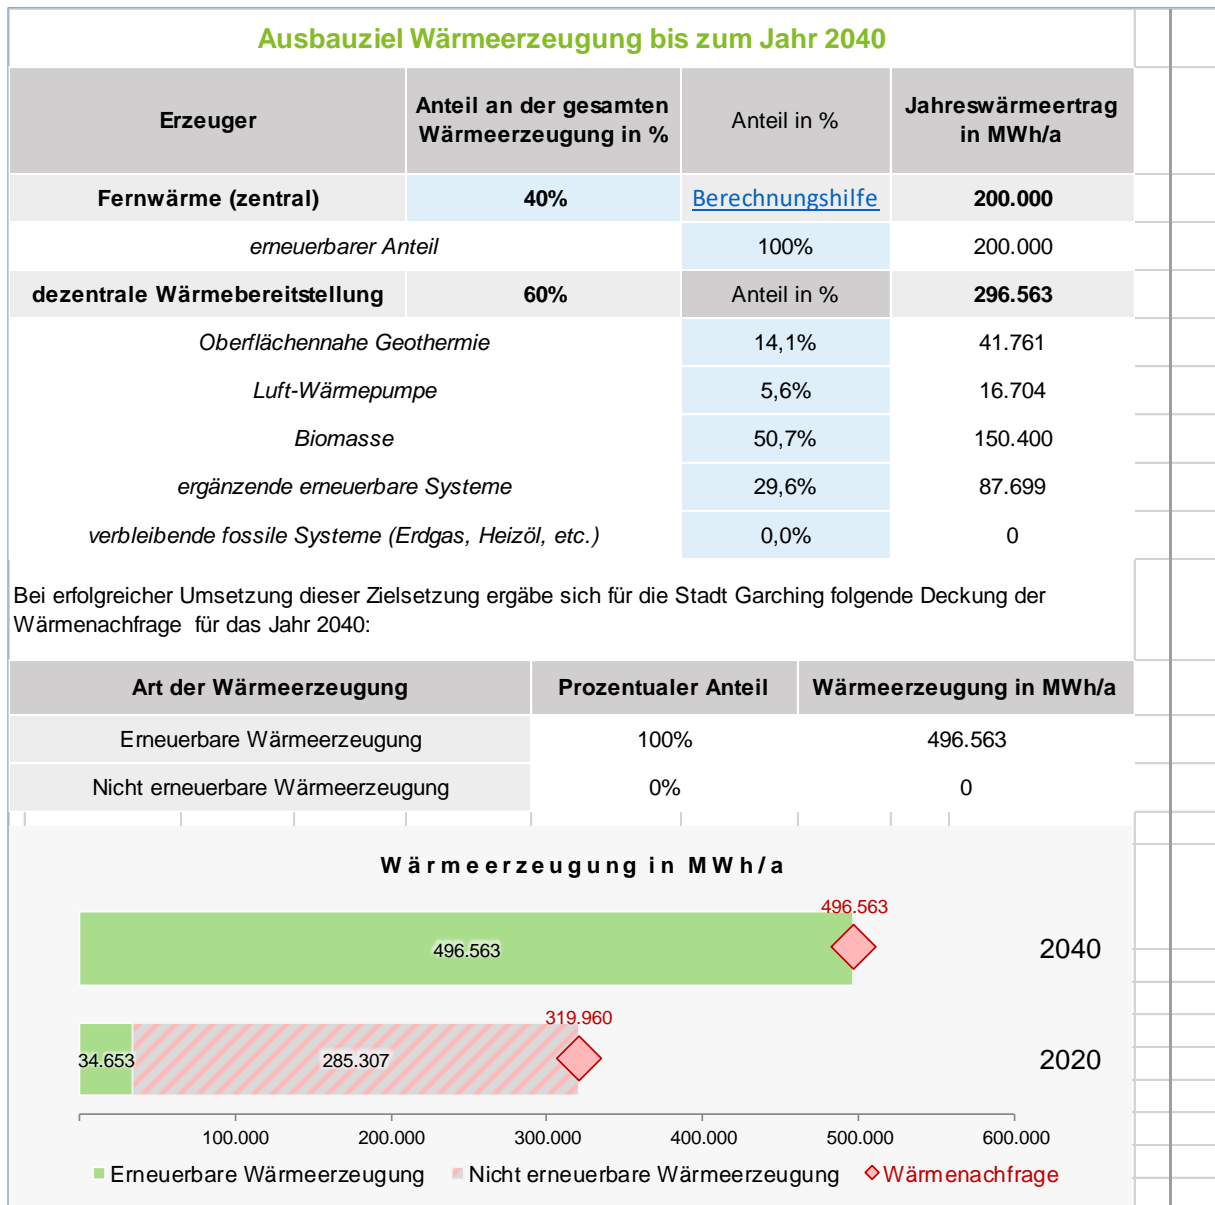 Ausbauziel Wärmeerzeugung bis zum Jahr 2040
Erzeuger
Anteil an der gesamten
Wärmeerzeugung in %
Anteil in %
Jahreswärmeertrag
in MWh/a
Fernwärme (zentral) 40% Berechnungshilfe 200.000
erneuerbarer Anteil 100% 200.000
dezentrale Wärmebereitstellung 60% Anteil in % 296.563
Oberflächennahe Geothermie 14,1% 41.761
Luft-Wärmepumpe 5,6% 16.704
Biomasse 50,7% 150.400
ergänzende erneuerbare Systeme 29,6% 87.699
verbleibende fossile Systeme (Erdgas, Heizöl, etc.) 0,0% 0
Bei erfolgreicher Umsetzung dieser Zielsetzung ergäbe sich für die Stadt Garching folgende Deckung der
Wärmenachfrage für das Jahr 2040:
Art der Wärmeerzeugung Prozentualer Anteil Wärmeerzeugung in MWh/a
Erneuerbare Wärmeerzeugung 100% 496.563
Nicht erneuerbare Wärmeerzeugung 0% 0
Wärmeerzeugung in MWh/a
496.563
496.563 2040
319.960
34.653 285.307 2020
100.000 200.000 300.000 400.000 500.000 600.000
Erneuerbare Wärmeerzeugung Nicht erneuerbare Wärmeerzeugung Wärmenachfrage